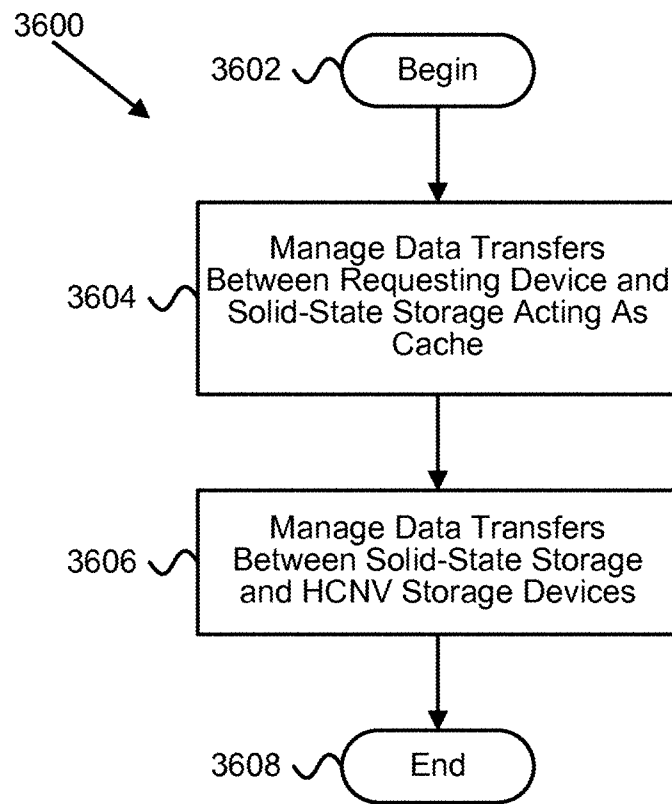 3600
3602
Begin
3604
Manage Data Transfers
Between Requesting Device and
Solid-State Storage Acting As
Cache
3606
Manage Data Transfers
Between Solid-State Storage
and HCNV Storage Devices
3608
End